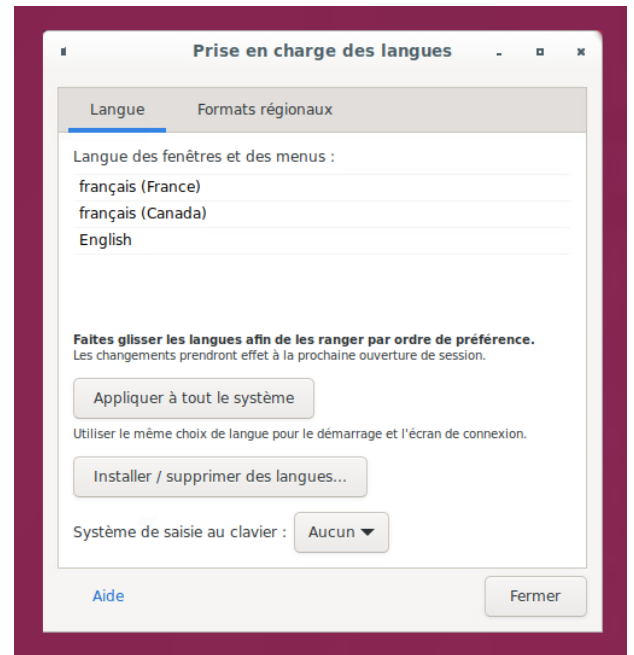 Prise en charge des langues
Langue Formats régionaux
Langue des fenêtres et des menus :
français (France)
français (Canada)
English
Faites glisser les langues afin de les ranger par ordre de préférence.
Les changements prendront effet à la prochaine ouverture de session.
Appliquer à tout le système
Utiliser le même choix de langue pour le démarrage et l'écran de connexion.
Installer / supprimer des langues...
Système de saisie au clavier : Aucun
Aide Fermer